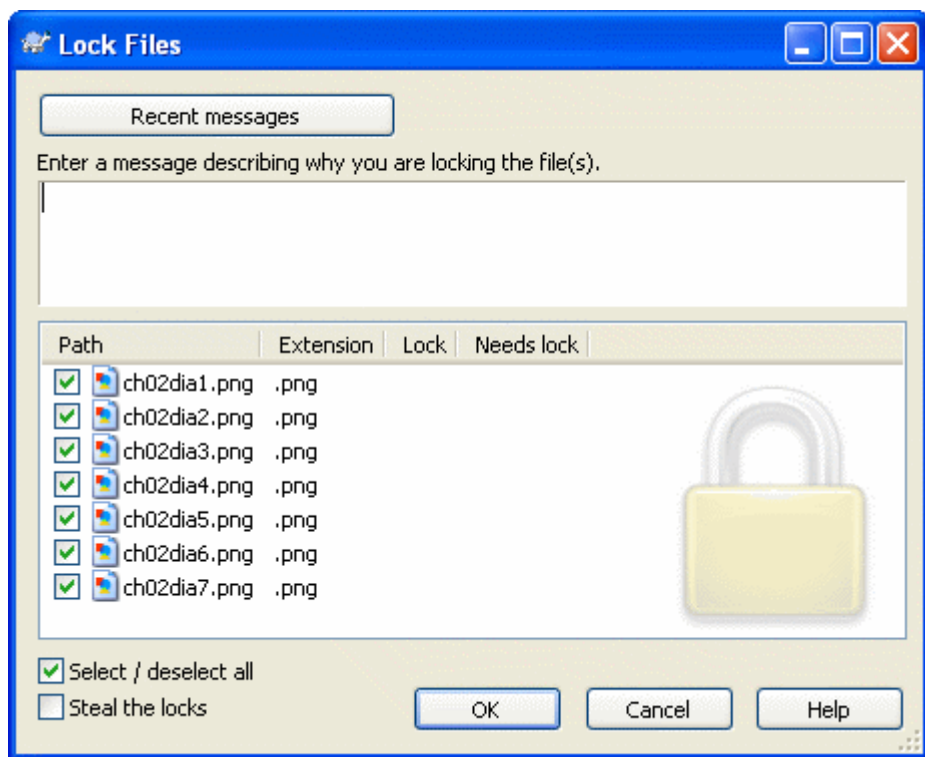 Lock Files
Recent messages
Enter a message describing why you are locking the file(s).
Path Extension Lock Needs lock
ch02dia1.png .png
ch02dia2.png .png
ch02dia3.png .png
ch02dia4.png .png
ch02dia5.png .png
ch02dia6.png .png
ch02dia7.png .png
Select / deselect all
Steal the locks
OK Cancel Help